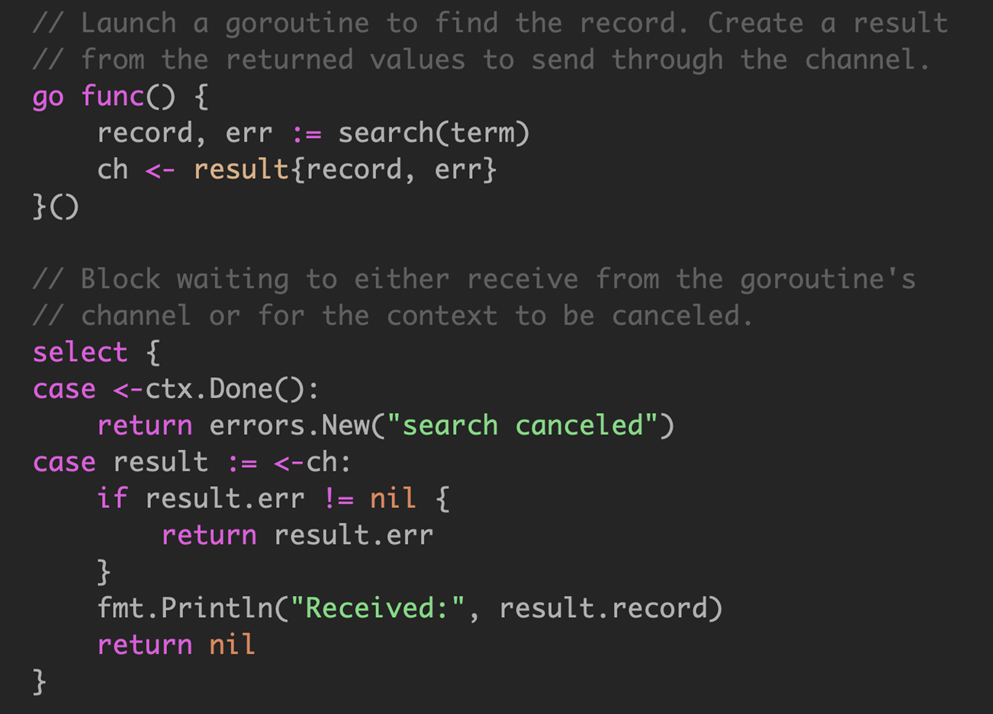 // Launch a goroutine to find the record. Create a result
// from the returned values to send through the channel.
go func() {
    record, err := search(term)
    ch <- result{record, err}
}()

// Block waiting to either receive from the goroutine's
// channel or for the context to be canceled.
select {
case <-ctx.Done():
    return errors.New("search canceled")
case result := <-ch:
    if result.err != nil {
        return result.err
    }
    fmt.Println("Received:", result.record)
    return nil
}